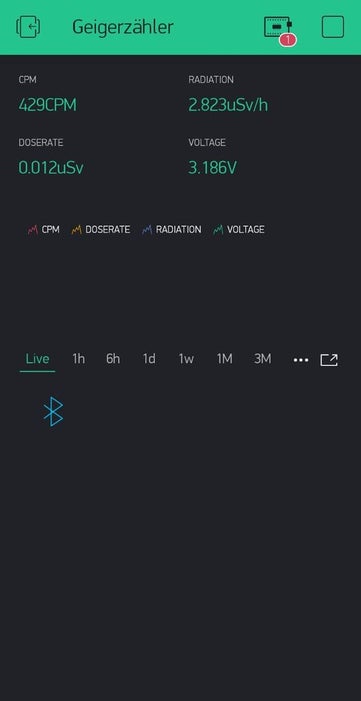 Geigerzähler
1
CPM RADIATION
429CPM 2.823uSv/h
DOSERATE VOLTAGE
0.012uSv 3.186V
CPM DOSERATE RADIATION VOLTAGE
Live 1h 6h 1d 1w 1M 3M